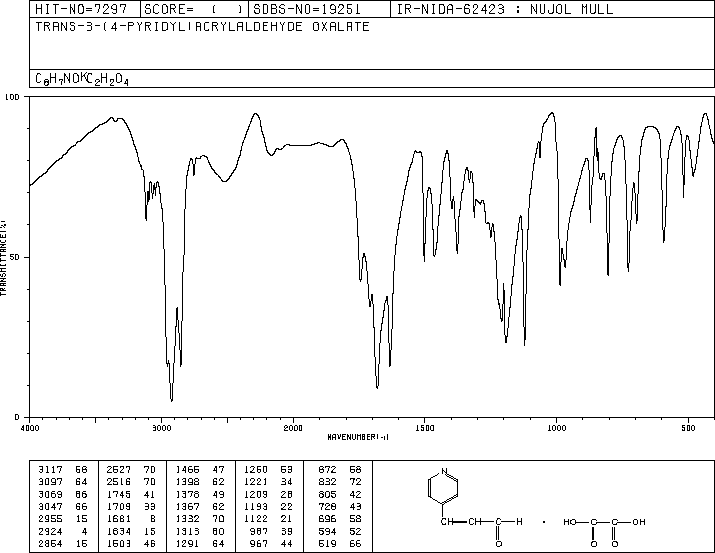 HIT-NO=7297 SCORE= ( ) SDBS-NO=19251 IR-NIDA-62423 : NUJOL MULL
TRANS-3-(4-PYRIDYL)ACRYLALDEHYDE OXALATE
C8H7NO·C2H2O4
100
TRANSMITTANCE(%)
50
0
4000 3000 2000 1500 1000 500
WAVENUMBER(-1)
3117 68 2527 70 1466 47 1260 53 872 58
3097 64 2516 70 1398 62 1221 34 832 72
3069 66 1745 41 1378 49 1209 28 805 42
3047 66 1709 33 1367 62 1193 22 728 43
2955 15 1681 8 1332 70 1122 21 696 58
2924 4 1634 15 1313 60 987 39 594 52
2854 15 1503 46 1291 64 967 44 519 66
N
CH CH C H · HO C C OH
O O O